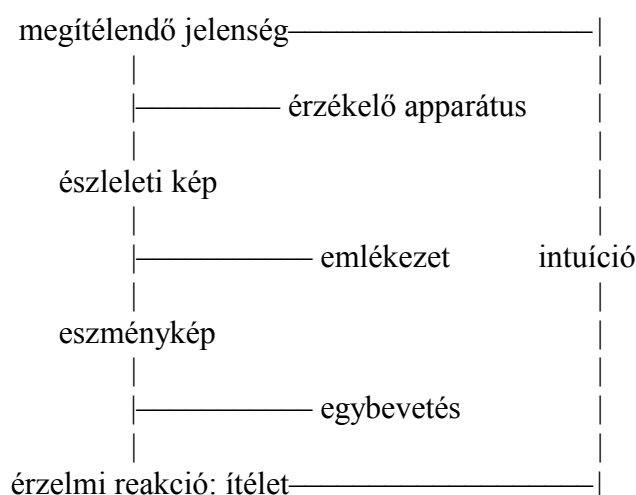 megítélendő jelenség
érzékelő apparátus
észleleti kép
emlékezet intuíció
eszménykép
egybevetés
érzelmi reakció: ítélet